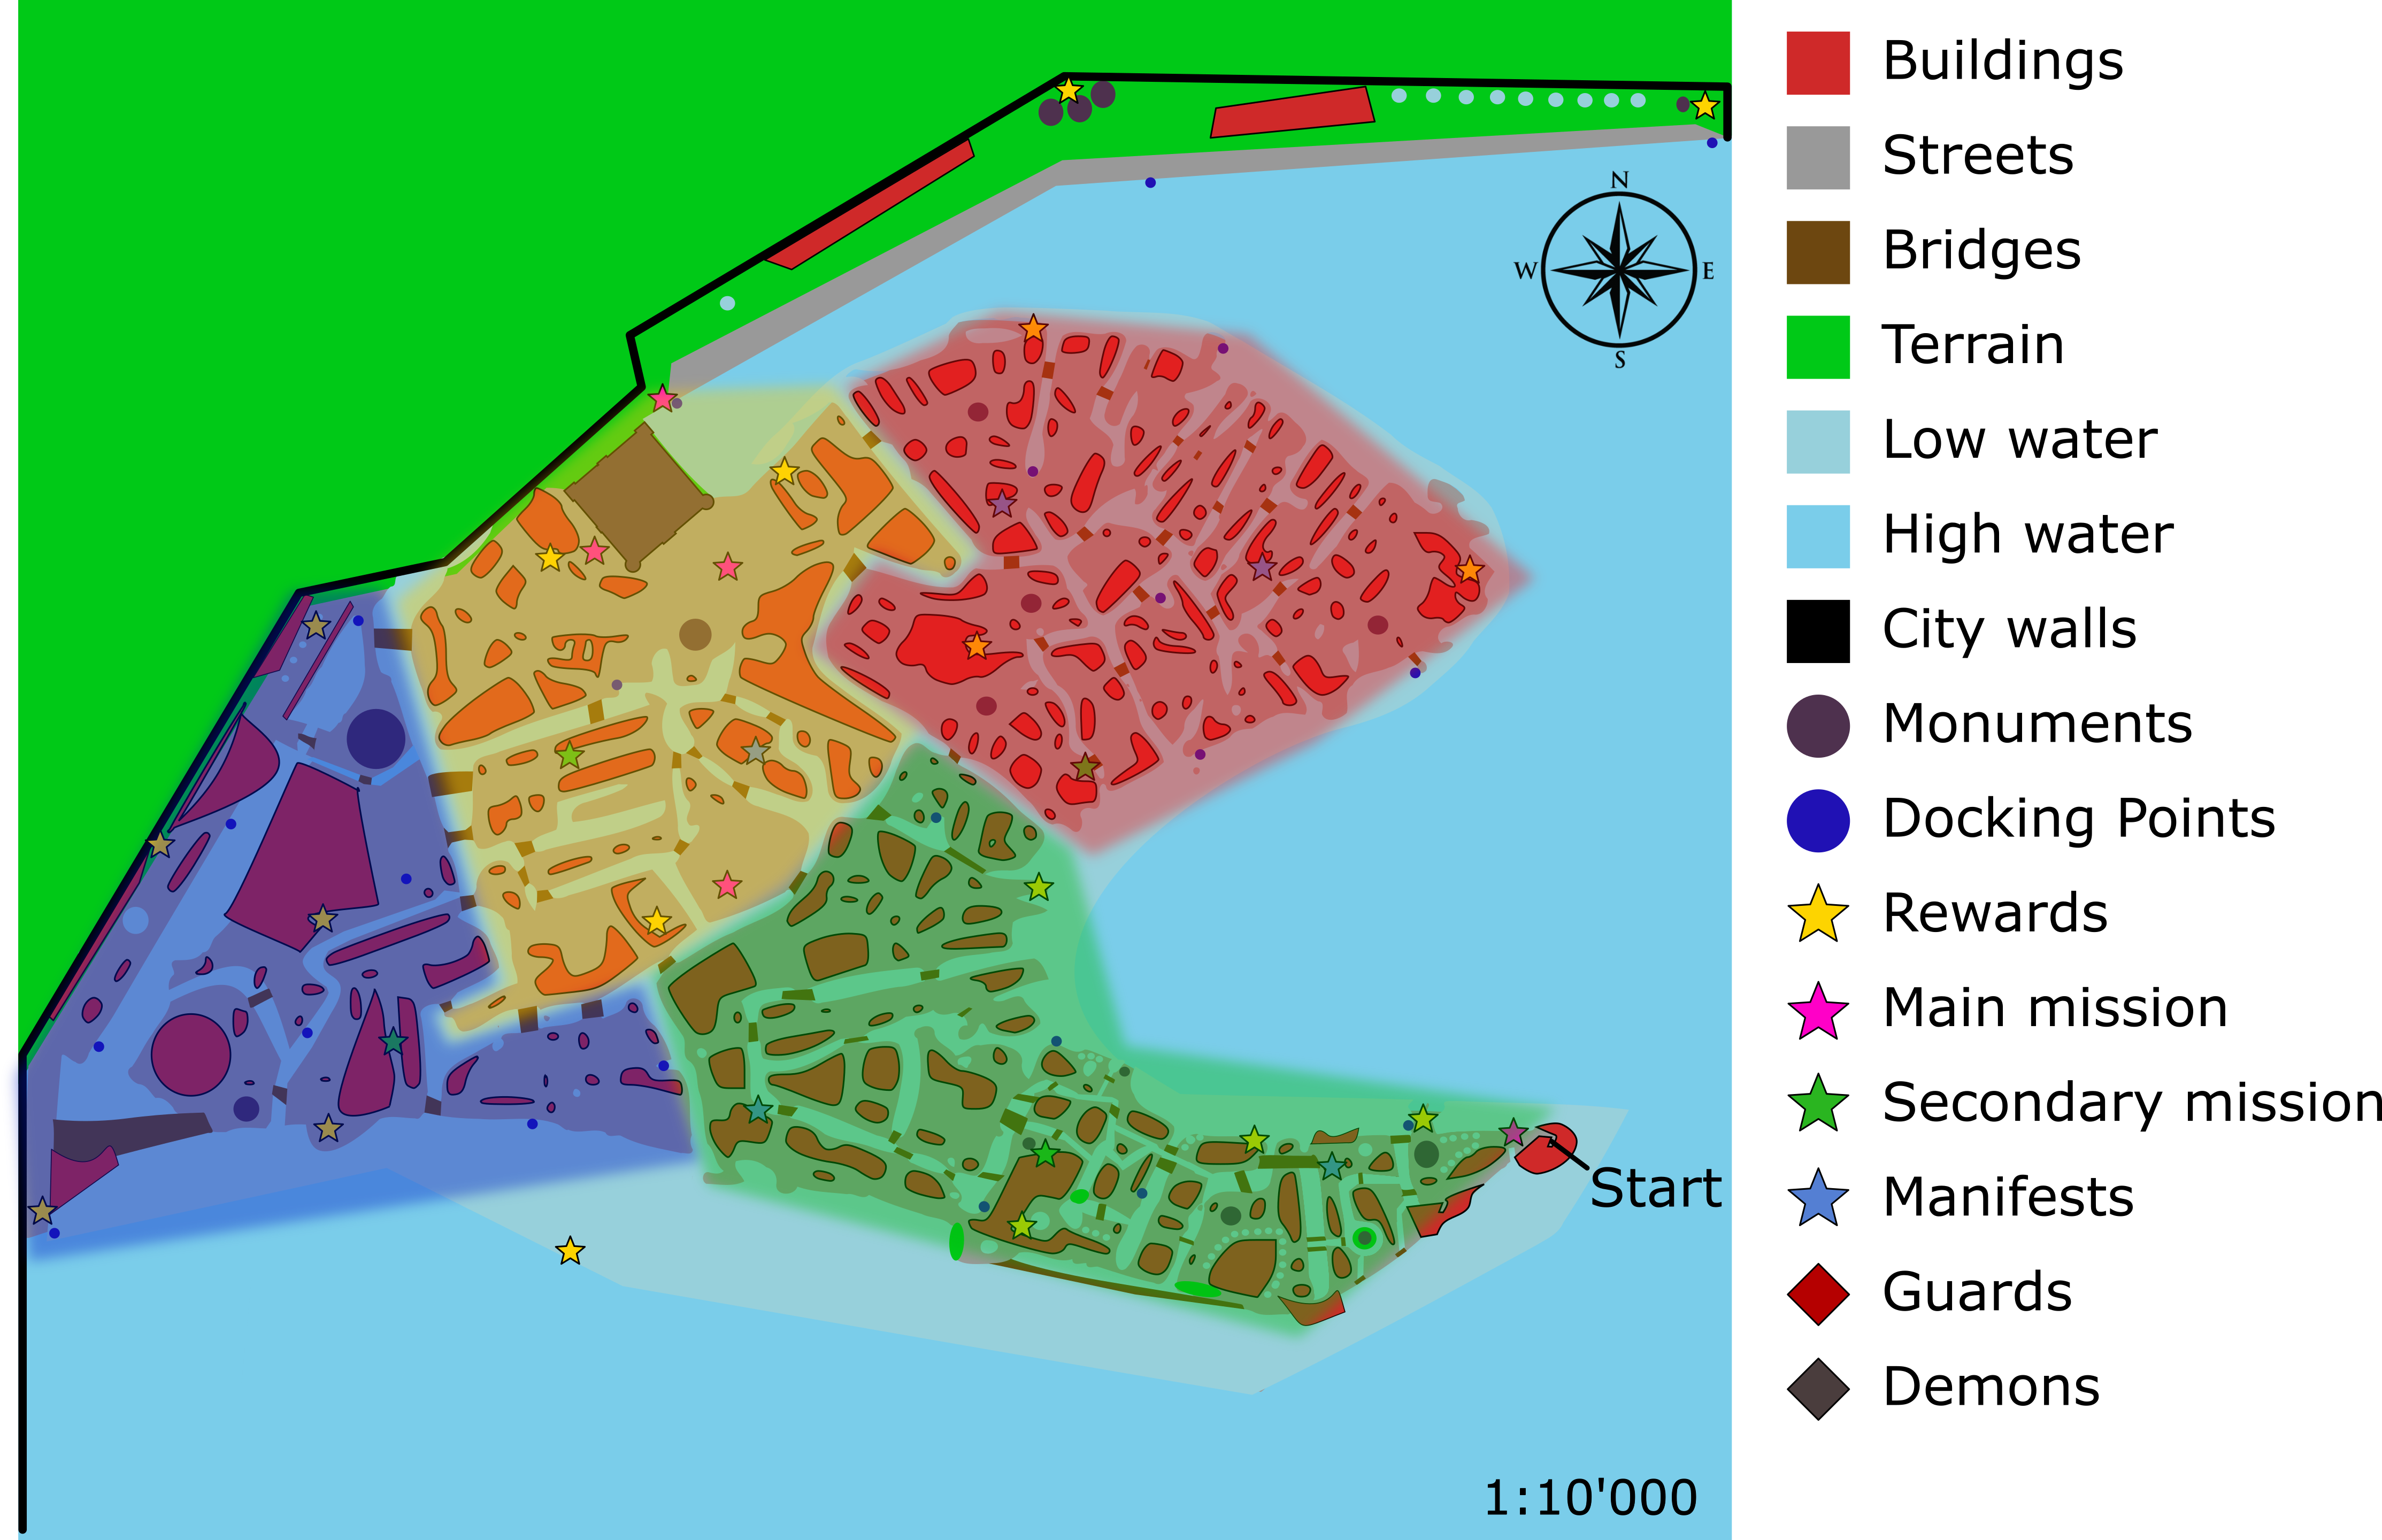 N
W E
S
Start
1:10'000
Buildings
Streets
Bridges
Terrain
Low water
High water
City walls
Monuments
Docking Points
Rewards
Main mission
Secondary mission
Manifests
Guards
Demons